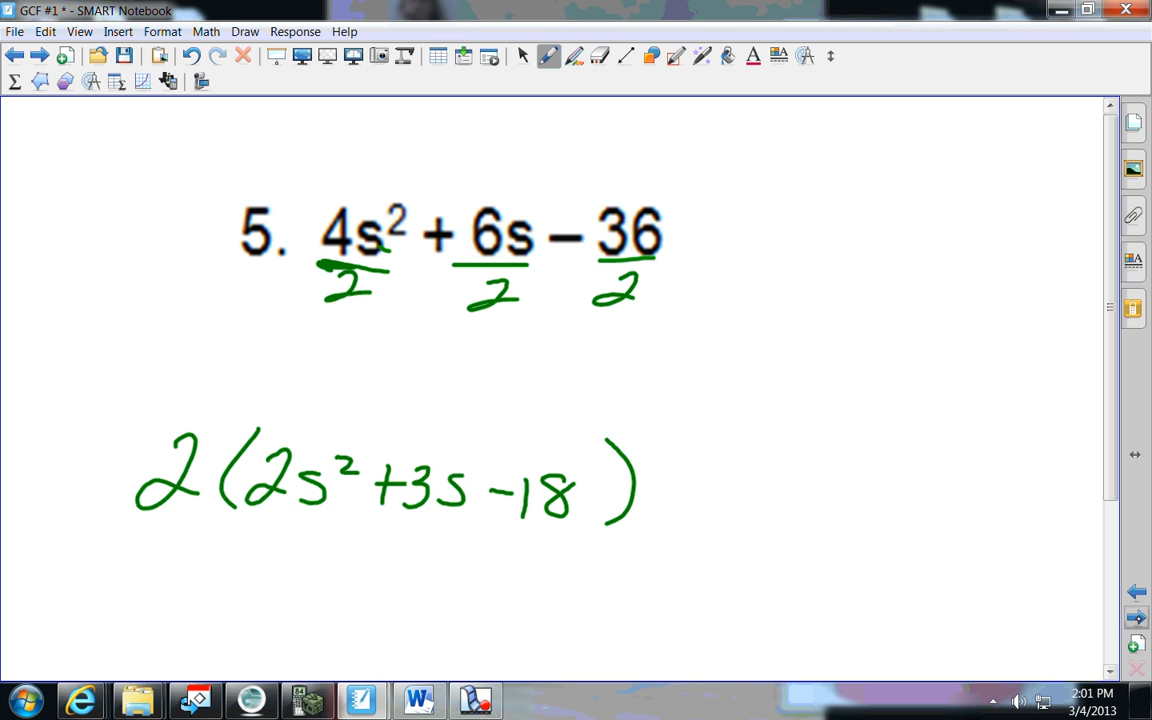 GCF #1 * - SMART Notebook
File Edit View Insert Format Math Draw Response Help
5. 4s² + 6s – 36
2 2 2
2 (2s² +3s -18 )
2:01 PM
3/4/2013